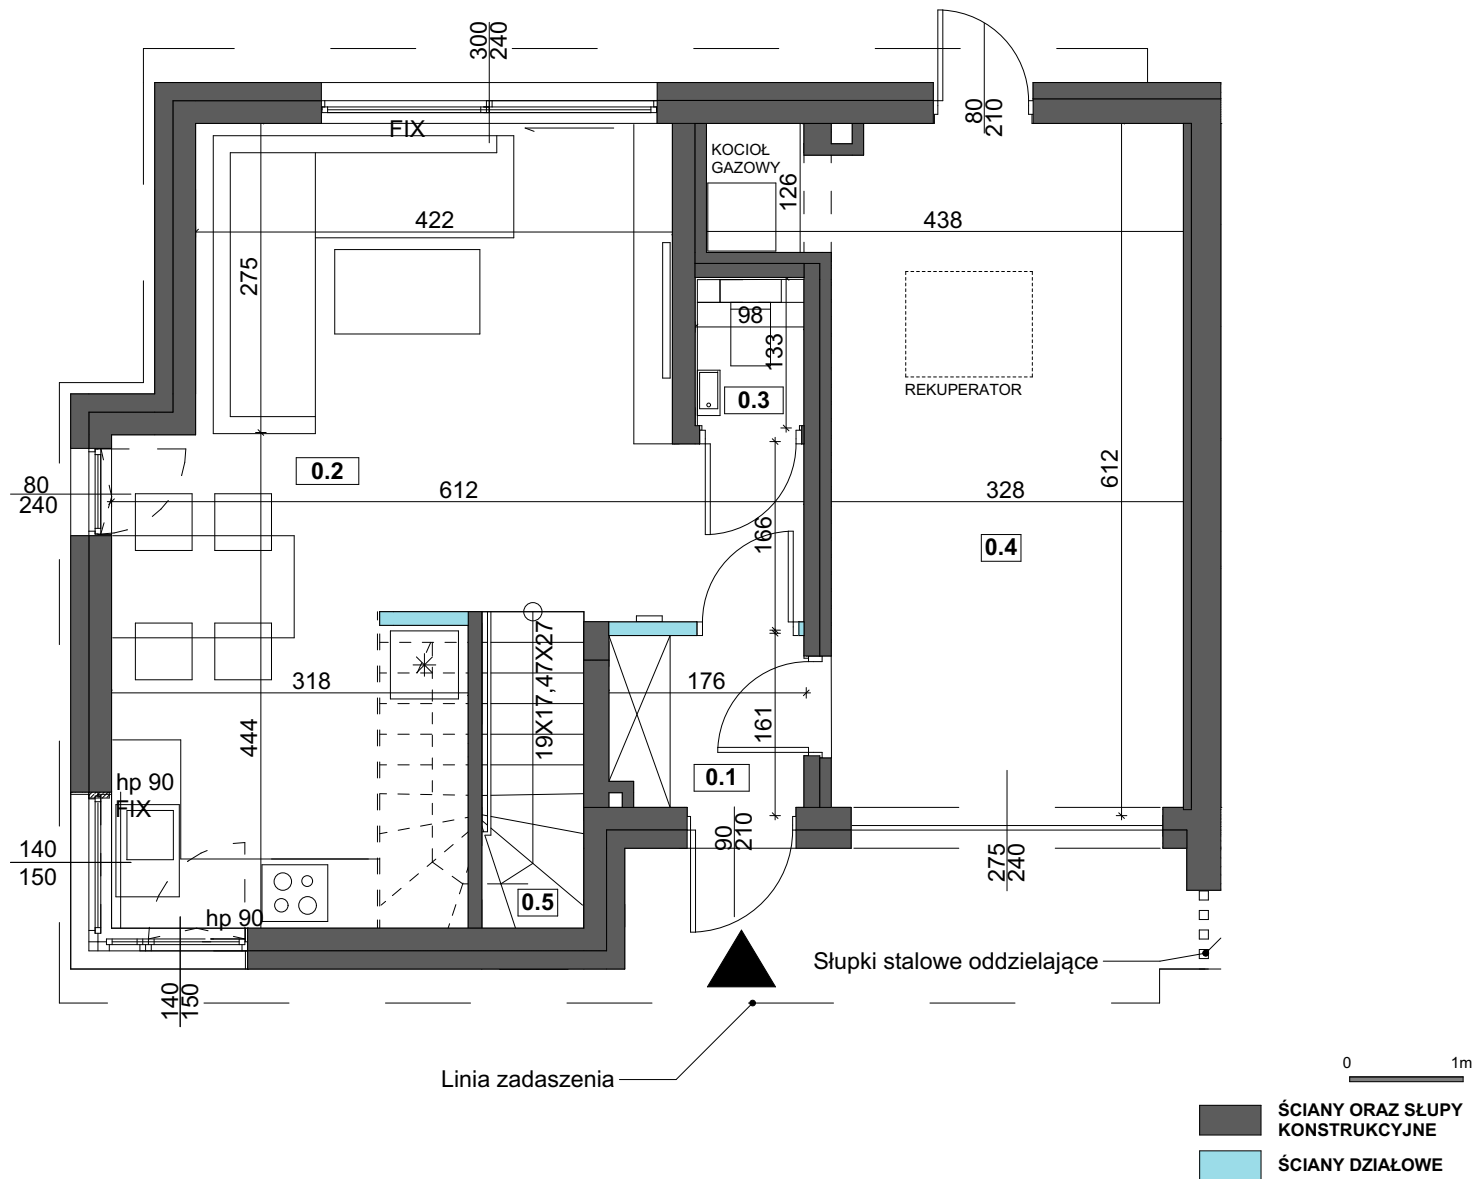 300
240
80
210
FIX
KOCIOŁ
GAZOWY
126
422
438
275
98
133
REKUPERATOR
0.3
0.2
612
80
240
612
328
166
0.4
19X17,47X27
318
176
444
161
0.1
hp 90
FIX
90
210
140
150
275
240
0.5
hp 90
Słupki stalowe oddzielające
140
150
Linia zadaszenia
0 1m
ŚCIANY ORAZ SŁUPY
KONSTRUKCYJNE
ŚCIANY DZIAŁOWE